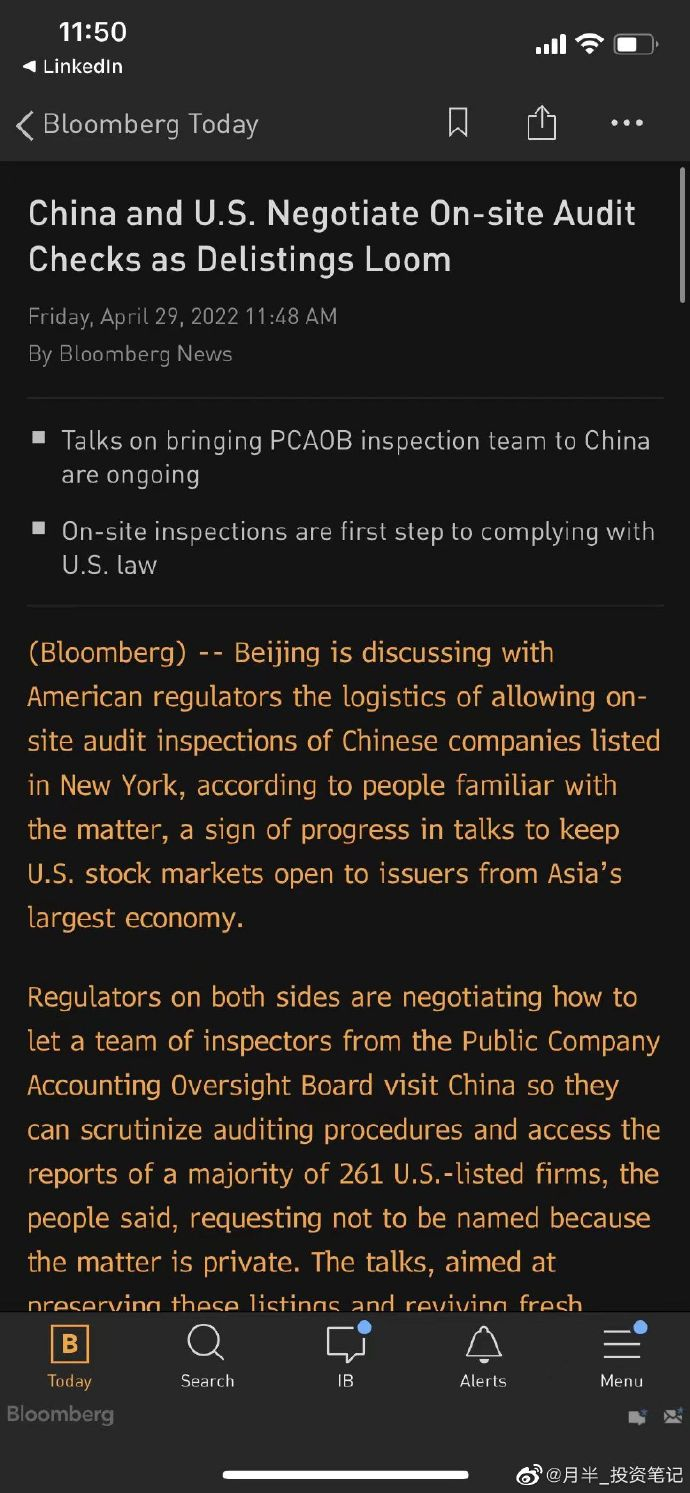 11:50
◀ LinkedIn
Bloomberg Today
China and U.S. Negotiate On-site Audit
Checks as Delistings Loom
Friday, April 29, 2022 11:48 AM
By Bloomberg News
Talks on bringing PCAOB inspection team to China
are ongoing
On-site inspections are first step to complying with
U.S. law
(Bloomberg) -- Beijing is discussing with
American regulators the logistics of allowing on-
site audit inspections of Chinese companies listed
in New York, according to people familiar with
the matter, a sign of progress in talks to keep
U.S. stock markets open to issuers from Asia’s
largest economy.
Regulators on both sides are negotiating how to
let a team of inspectors from the Public Company
Accounting Oversight Board visit China so they
can scrutinize auditing procedures and access the
reports of a majority of 261 U.S.-listed firms, the
people said, requesting not to be named because
the matter is private. The talks, aimed at
preserving these listings and reviving fresh
B
Today
Search
IB
Alerts
Menu
Bloomberg
@月半_投资笔记